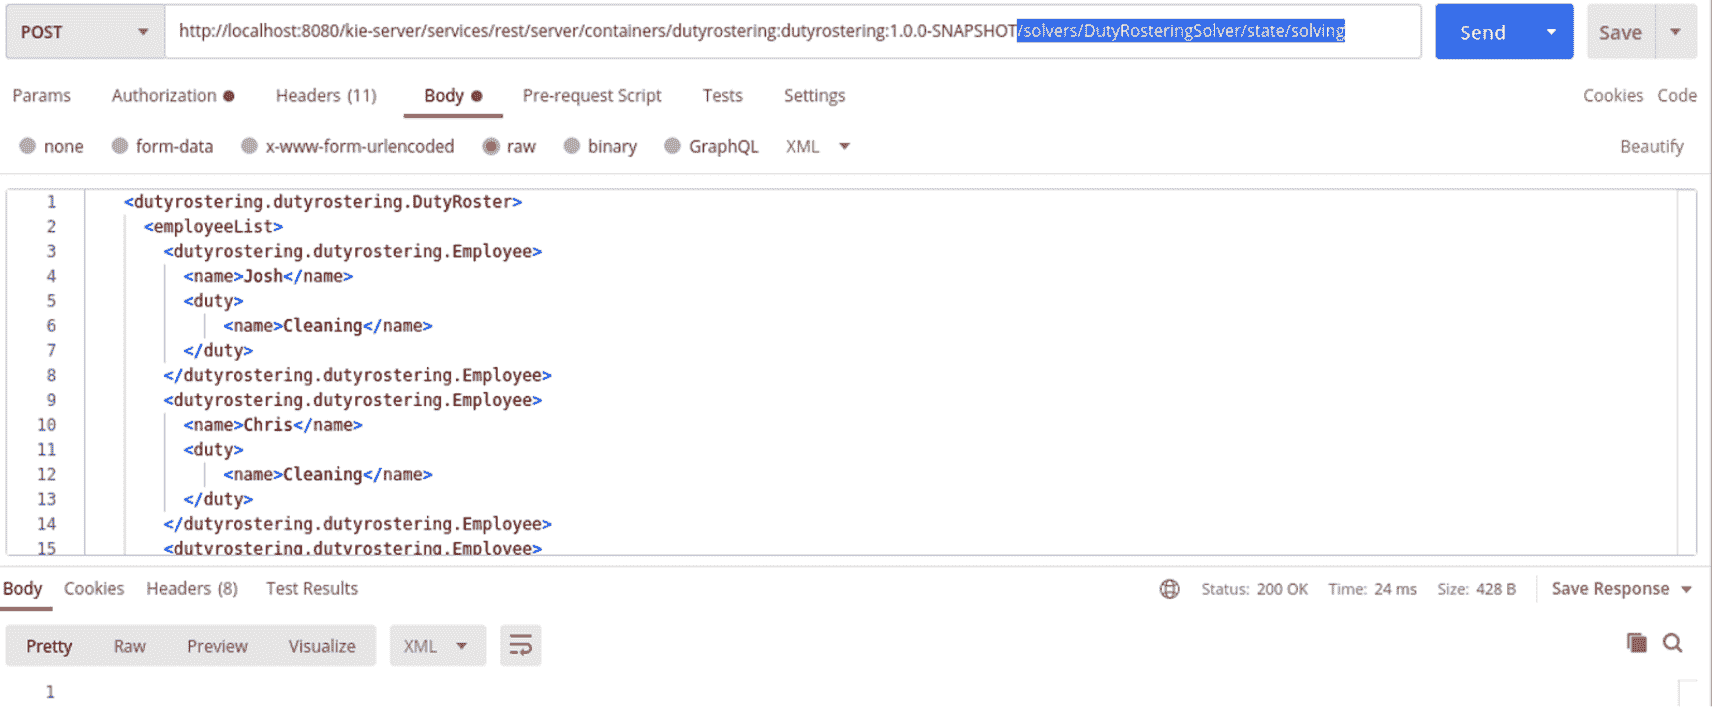 POST http://localhost:8080/kie-server/services/rest/server/containers/dutyrostering:dutyrostering:1.0.0-SNAPSHOT/solvers/DutyRosteringSolver/state/solving Send Save
Params Authorization Headers (11) Body Pre-request Script Tests Settings Cookies Code
none form-data x-www-form-urlencoded raw binary GraphQL XML Beautify
1 <dutyrostering.dutyrostering.DutyRoster>
2 <employeeList>
3 <dutyrostering.dutyrostering.Employee>
4 <name>Josh</name>
5 <duty>
6 <name>Cleaning</name>
7 </duty>
8 </dutyrostering.dutyrostering.Employee>
9 <dutyrostering.dutyrostering.Employee>
10 <name>Chris</name>
11 <duty>
12 <name>Cleaning</name>
13 </duty>
14 </dutyrostering.dutyrostering.Employee>
15 <dutyrostering.dutyrostering.Employee>
Body Cookies Headers (8) Test Results Status: 200 OK Time: 24 ms Size: 428 B Save Response
Pretty Raw Preview Visualize XML
1